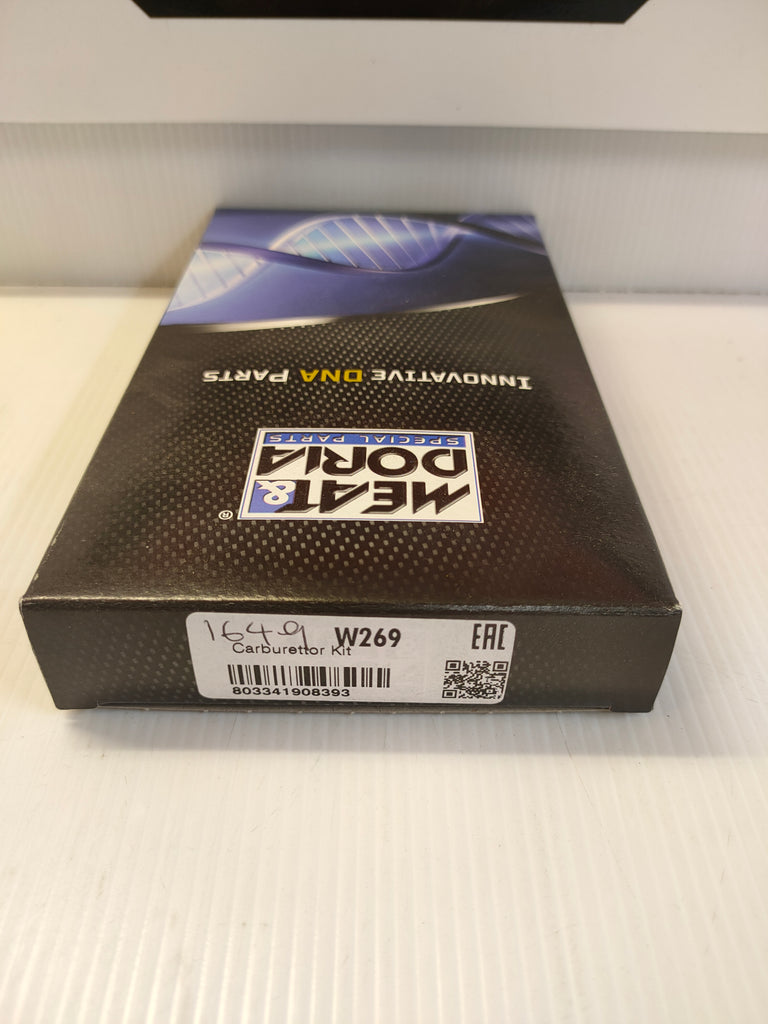 INNOVATIVE DNA PARTS
MEAT&
DORIA
SPECIAL PARTS
®
1649 W269
EAC
Carburettor Kit
803341908393